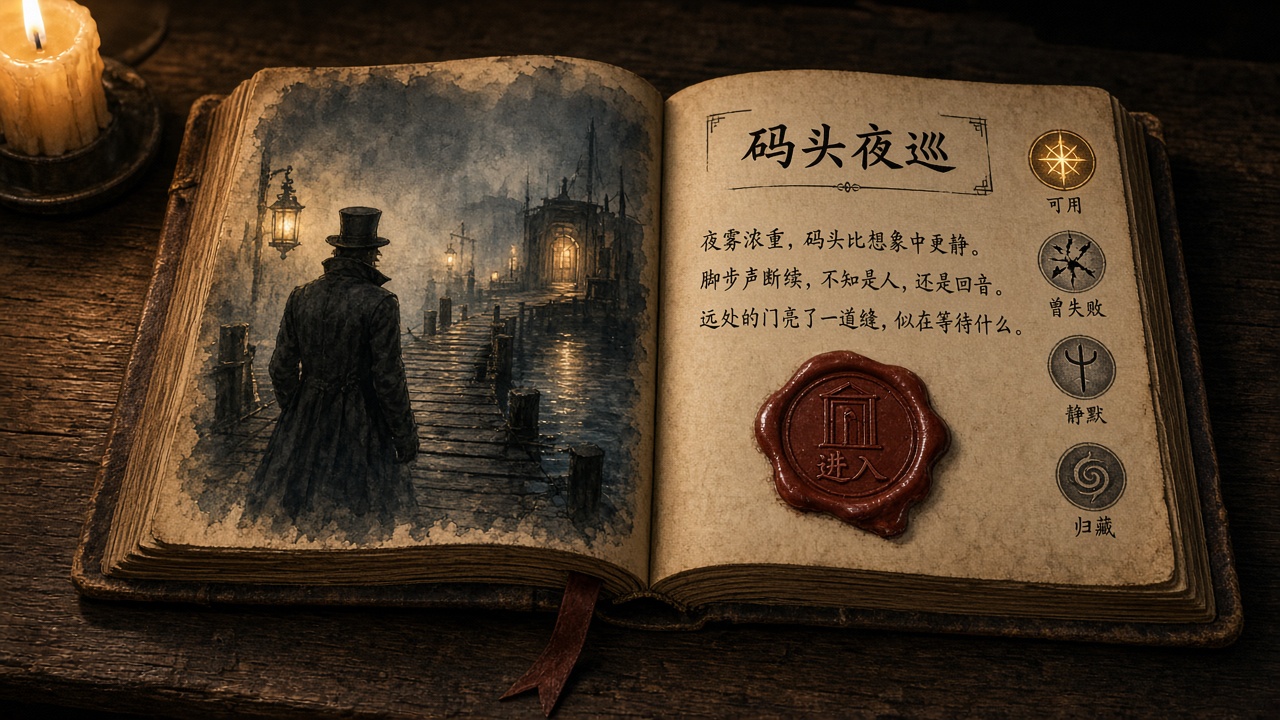 码头夜巡
夜雾浓重，码头比想象中更静。
脚步声断续，不知是人，还是回音。
远处的门亮了一道缝，似在等待什么。
进入
可用
曾失败
静默
归藏